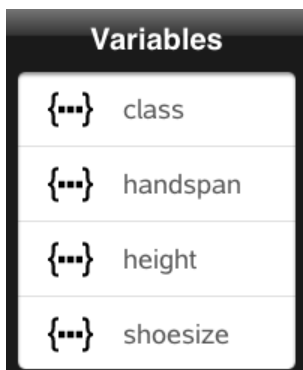 Variables
{...} class
{...} handspan
{...} height
{...} shoesize